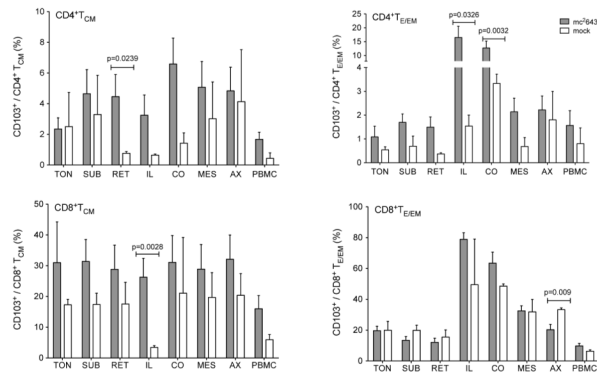 CD4⁺T_CM
CD103⁺ / CD4⁺ T_CM (%)
10
8
6
4
2
0
p=0.0239
TON SUB RET IL CO MES AX PBMC
CD4⁺T_E/EM
CD103⁺ / CD4⁺ T_E/EM (%)
25
20
15
10
5
4
3
2
1
0
p=0.0326
p=0.0032
mc²643
mock
TON SUB RET IL CO MES AX PBMC
CD8⁺T_CM
CD103⁺ / CD8⁺ T_CM (%)
50
40
30
20
10
0
p=0.0028
TON SUB RET IL CO MES AX PBMC
CD8⁺T_E/EM
CD103⁺ / CD8⁺ T_E/EM (%)
100
80
60
40
20
0
p=0.009
TON SUB RET IL CO MES AX PBMC